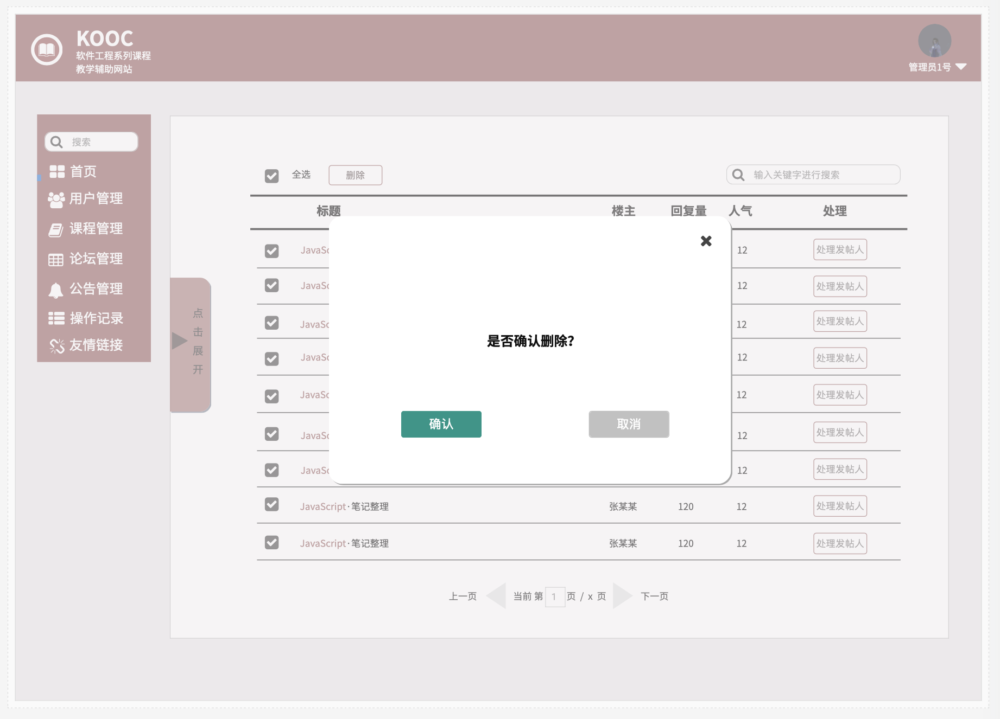 KOOC
软件工程系列课程
教学辅助网站
管理员1号
搜索
首页
用户管理
课程管理
论坛管理
公告管理
操作记录
友情链接
点
击
展
开
全选 删除 输入关键字进行搜索
标题 楼主 回复量 人气 处理
JavaSc 12 处理发帖人
JavaSc 12 处理发帖人
JavaSc 12 处理发帖人
JavaSc 12 处理发帖人
JavaSc 12 处理发帖人
JavaSc 12 处理发帖人
JavaSc 12 处理发帖人
是否确认删除?
确认 取消
JavaScript·笔记整理 张某某 120 12 处理发帖人
JavaScript·笔记整理 张某某 120 12 处理发帖人
上一页 当前 第 1 页 / x 页 下一页